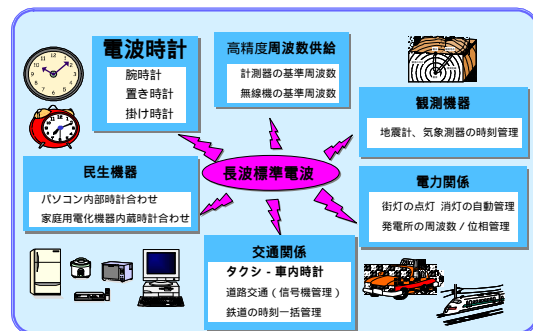 電波時計
腕時計
置き時計
掛け時計
高精度周波数供給
計測器の基準周波数
無線機の基準周波数
観測機器
地震計、気象測器の時刻管理
民生機器
パソコン内部時計合わせ
家庭用電化機器内蔵時計合わせ
長波標準電波
電力関係
街灯の点灯 消灯の自動管理
発電所の周波数/位相管理
交通関係
タクシ-車内時計
道路交通(信号機管理)
鉄道の時刻一括管理